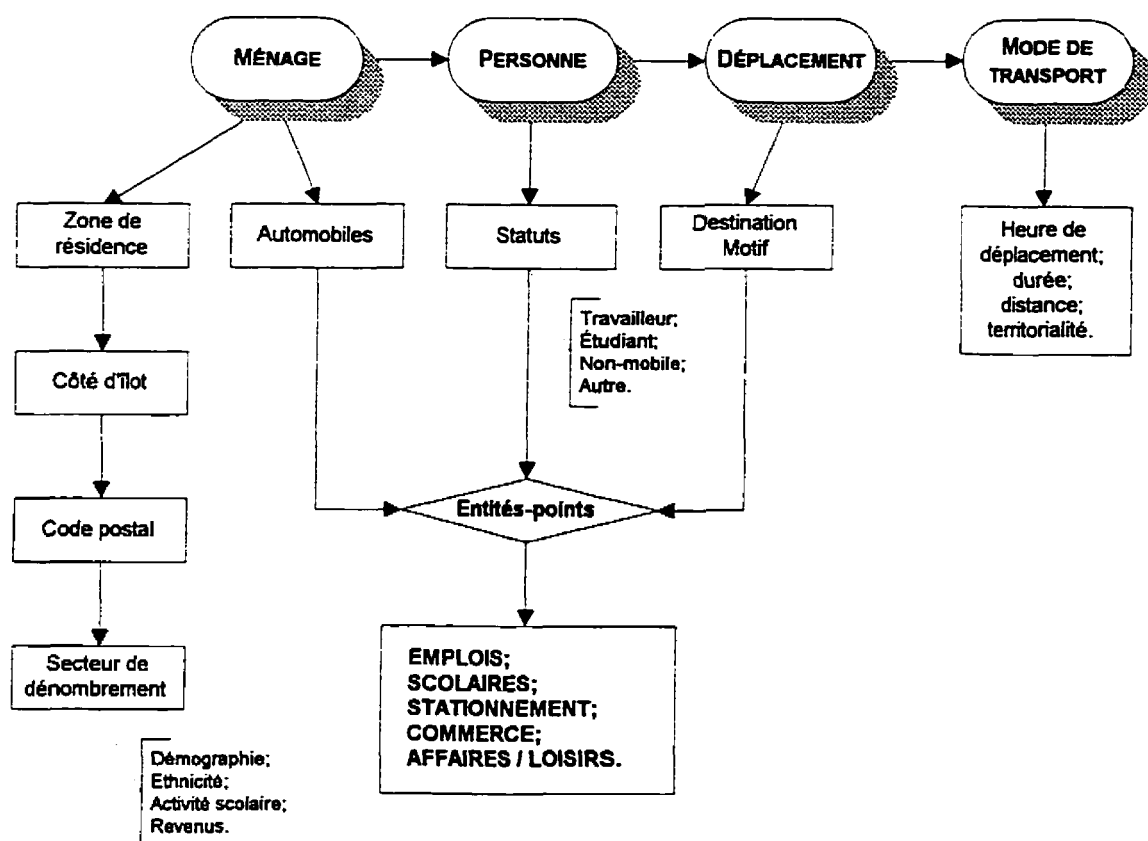 MÉNAGE
PERSONNE
DÉPLACEMENT
MODE DE
TRANSPORT
Zone de
résidence
Automobiles
Statuts
Destination
Motif
Heure de
déplacement;
durée;
distance;
territorialité.
Travailleur;
Étudiant;
Non-mobile;
Autre.
Côté d'îlot
Code postal
Entités-points
Secteur de
dénombrement
EMPLOIS;
SCOLAIRES;
STATIONNEMENT;
COMMERCE;
AFFAIRES / LOISIRS.
Démographie;
Ethnicité;
Activité scolaire;
Revenus.